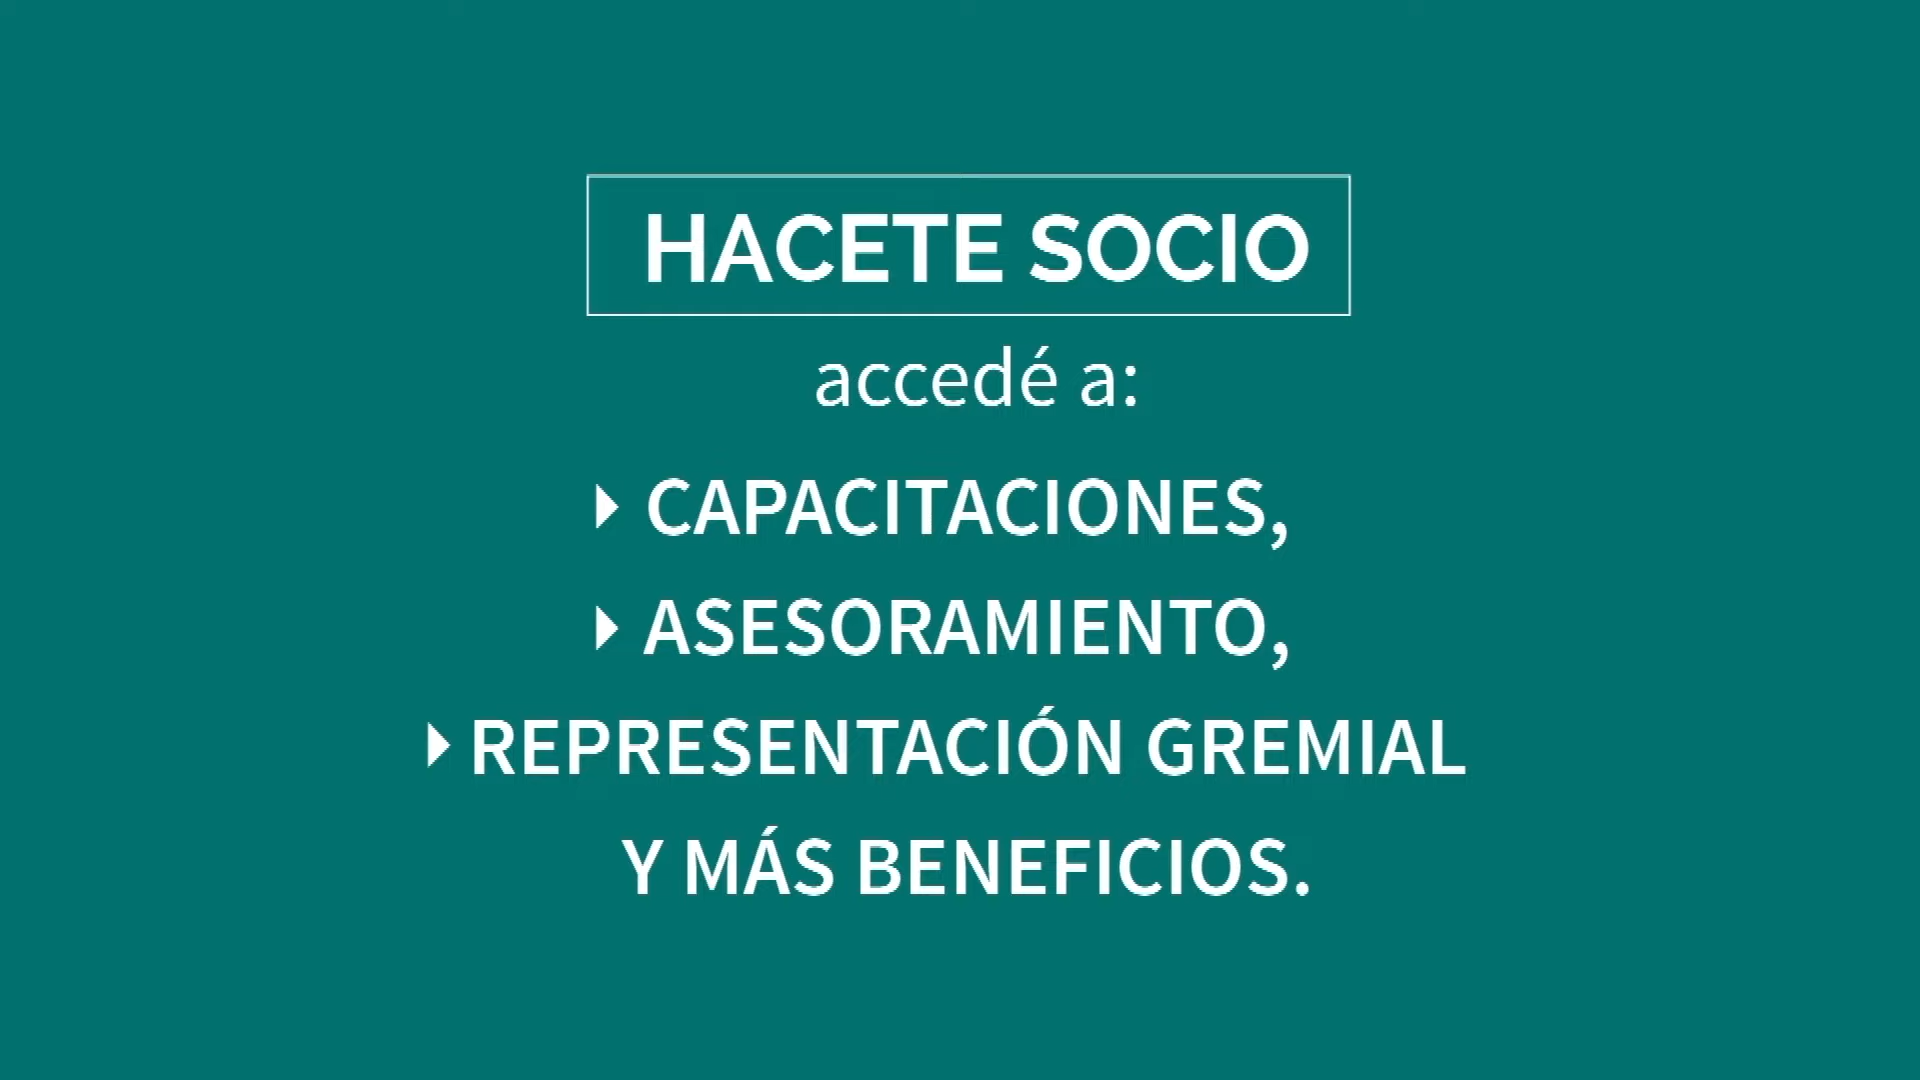 HACETE SOCIO
accedé a:
CAPACITACIONES,
ASESORAMIENTO,
REPRESENTACIÓN GREMIAL
Y MÁS BENEFICIOS.